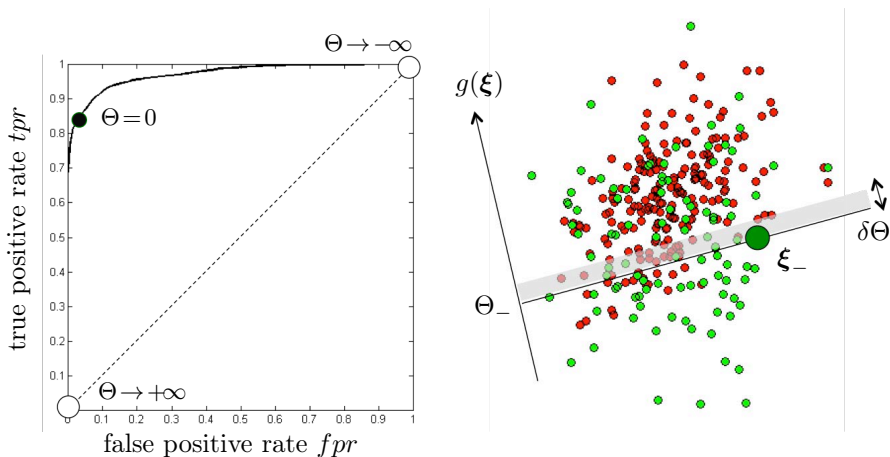 Θ → −∞
1
0.9
0.8
0.7
0.6
0.5
0.4
0.3
0.2
0.1
Θ = 0
Θ → +∞
0 0.1 0.2 0.3 0.4 0.5 0.6 0.7 0.8 0.9 1
true positive rate tpr
false positive rate fpr
g(ξ)
Θ₋
ξ₋
δΘ